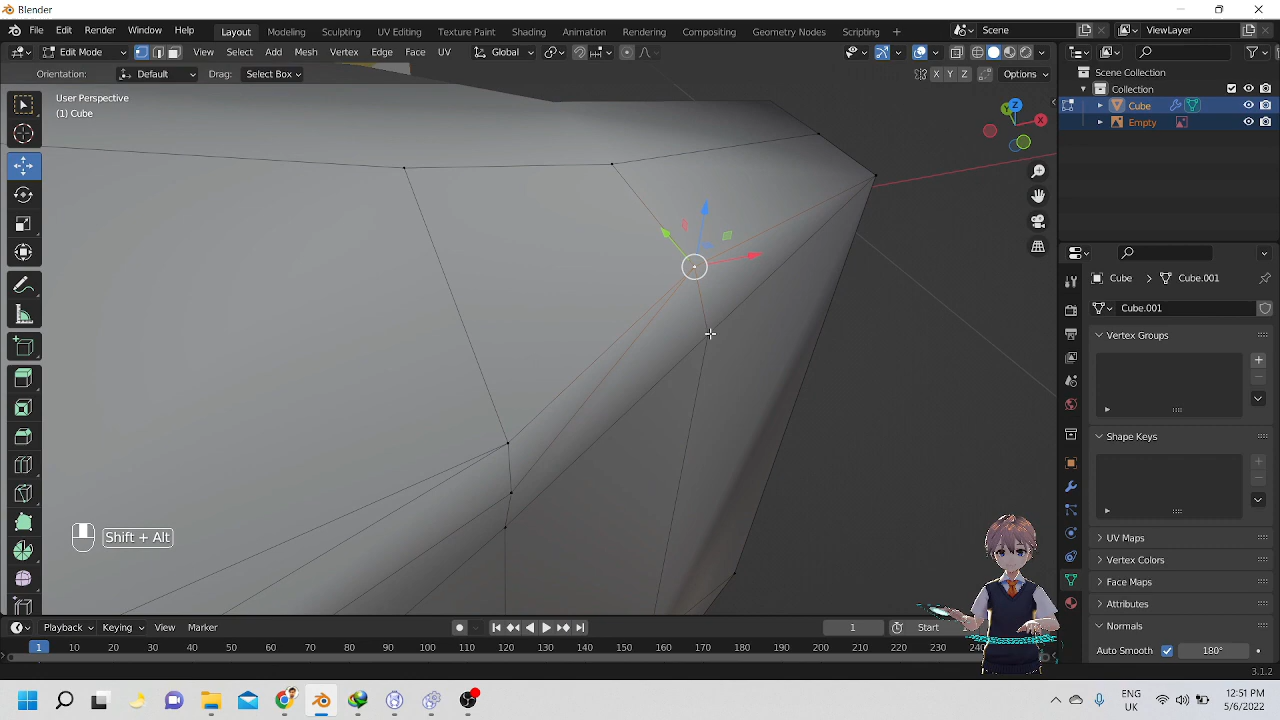 Blender
File Edit Render Window Help Layout Modeling Sculpting UV Editing Texture Paint Shading Animation Rendering Compositing Geometry Nodes Scripting + Scene ViewLayer
Edit Mode View Select Add Mesh Vertex Edge Face UV Global
Orientation: Default Drag: Select Box X Y Z Options
User Perspective
(1) Cube
Scene Collection
Collection
Cube
Empty
Z
Y
X
Cube Cube.001
Cube.001
Vertex Groups
Shape Keys
UV Maps
Vertex Colors
Face Maps
Attributes
Normals
Auto Smooth 180°
Shift + Alt
Playback Keying View Marker 1 Start
1 10 20 30 40 50 60 70 80 90 100 110 120 130 140 150 160 170 180 190 200 210 220 230 240
3.1.2
ENG
UK
12:51 PM
5/6/2022